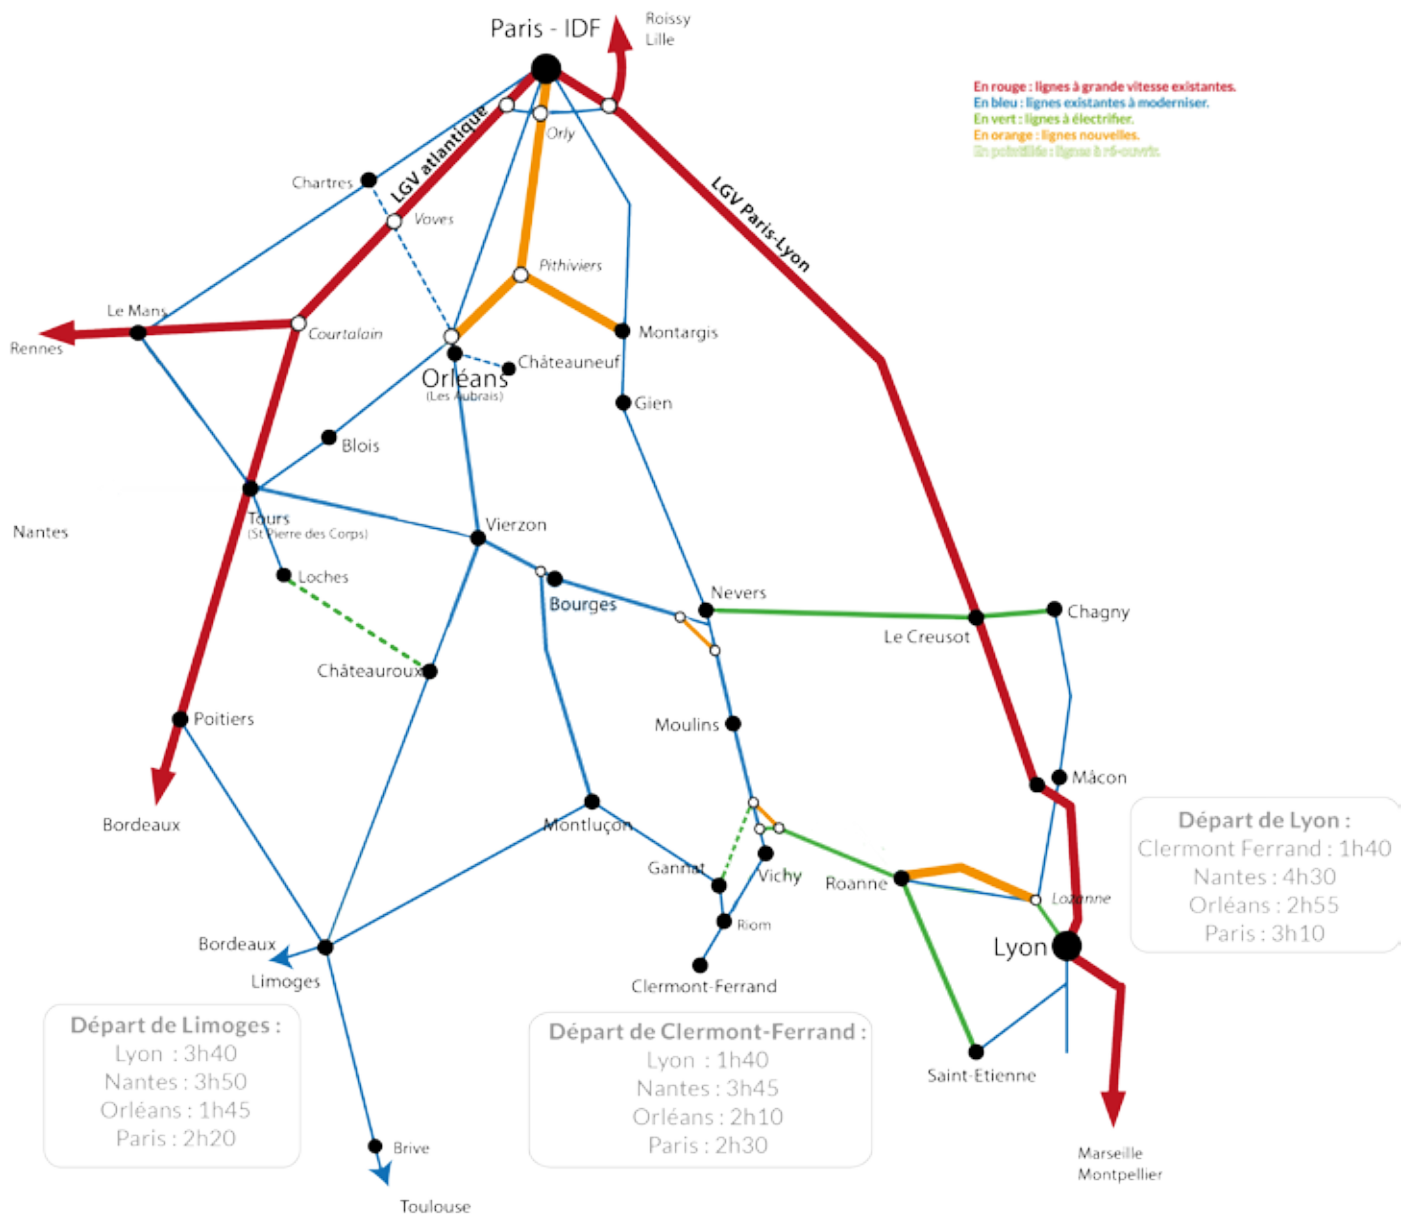 Paris - IDF
Roissy
Lille
En rouge : lignes à grande vitesse existantes.
En bleu : lignes existantes à moderniser.
En vert : lignes à électrifier.
En orange : lignes nouvelles.
En pointillés : lignes à ré-ouvrir.
Orly
LGV atlantique
Chartres
Voves
LGV Paris-Lyon
Pithiviers
Le Mans
Courtalain
Rennes
Montargis
Châteauneuf
Orléans
(Les Aubrais)
Gien
Blois
Tours
(St Pierre des Corps)
Nantes
Vierzon
Loches
Bourges
Nevers
Le Creusot
Chagny
Châteauroux
Poitiers
Moulins
Mâcon
Bordeaux
Montluçon
Gannat
Vichy
Roanne
Lozanne
Riom
Lyon
Bordeaux
Limoges
Clermont-Ferrand
Saint-Etienne
Brive
Toulouse
Marseille
Montpellier
Départ de Lyon :
Clermont Ferrand : 1h40
Nantes : 4h30
Orléans : 2h55
Paris : 3h10
Départ de Limoges :
Lyon : 3h40
Nantes : 3h50
Orléans : 1h45
Paris : 2h20
Départ de Clermont-Ferrand :
Lyon : 1h40
Nantes : 3h45
Orléans : 2h10
Paris : 2h30